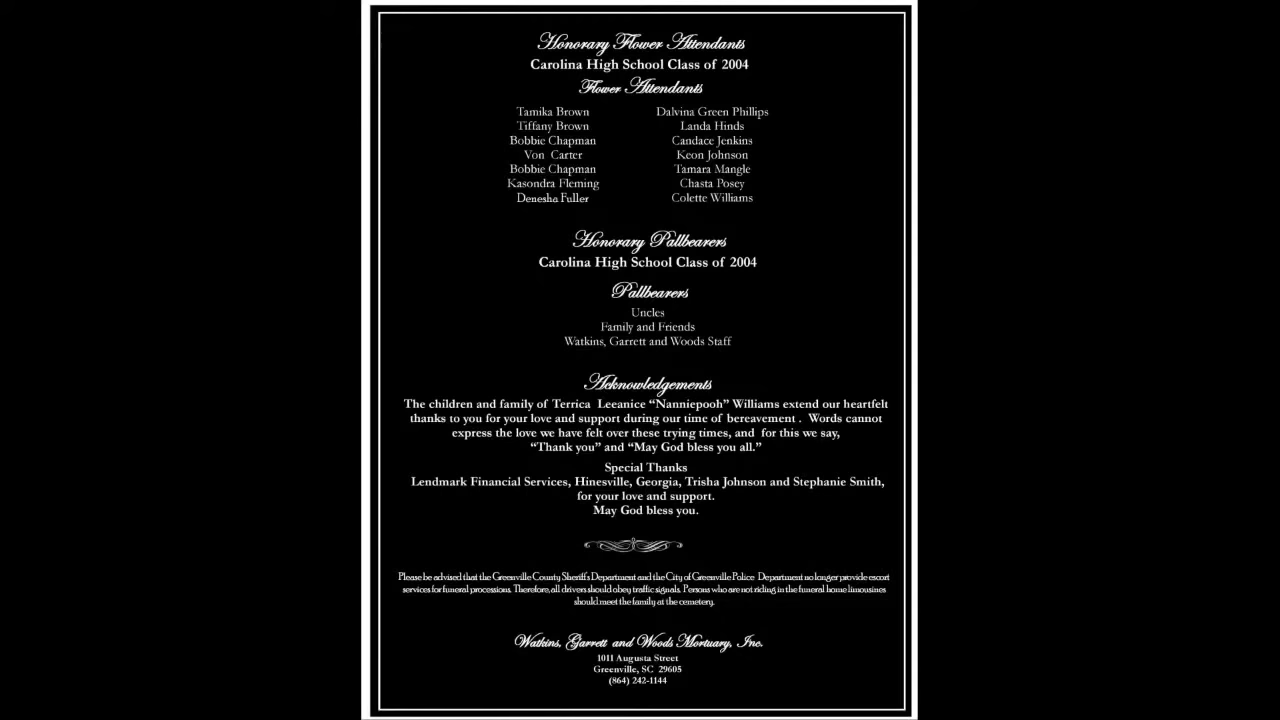 Honorary Flower Attendants
Carolina High School Class of 2004
Flower Attendants
Tamika Brown
Tiffany Brown
Bobbie Chapman
Von Carter
Bobbie Chapman
Kasondra Fleming
Denesha Fuller
Dalvina Green Phillips
Landa Hinds
Candace Jenkins
Keon Johnson
Tamara Mangle
Chasta Posey
Colette Williams
Honorary Pallbearers
Carolina High School Class of 2004
Pallbearers
Uncles
Family and Friends
Watkins, Garrett and Woods Staff
Acknowledgements
The children and family of Terrica Leeanice “Nanniepooh” Williams extend our heartfelt
thanks to you for your love and support during our time of bereavement . Words cannot
express the love we have felt over these trying times, and for this we say,
“Thank you” and “May God bless you all.”
Special Thanks
Lendmark Financial Services, Hinesville, Georgia, Trisha Johnson and Stephanie Smith,
for your love and support.
May God bless you.
Please be advised that the Greenville County Sheriff's Department and the City of Greenville Police Department no longer provide escort
services for funeral processions. Therefore, all drivers should obey traffic signals. Persons who are not riding in the funeral home limousines
should meet the family at the cemetery.
Watkins, Garrett and Woods Mortuary, Inc.
1011 Augusta Street
Greenville, SC 29605
(864) 242-1144